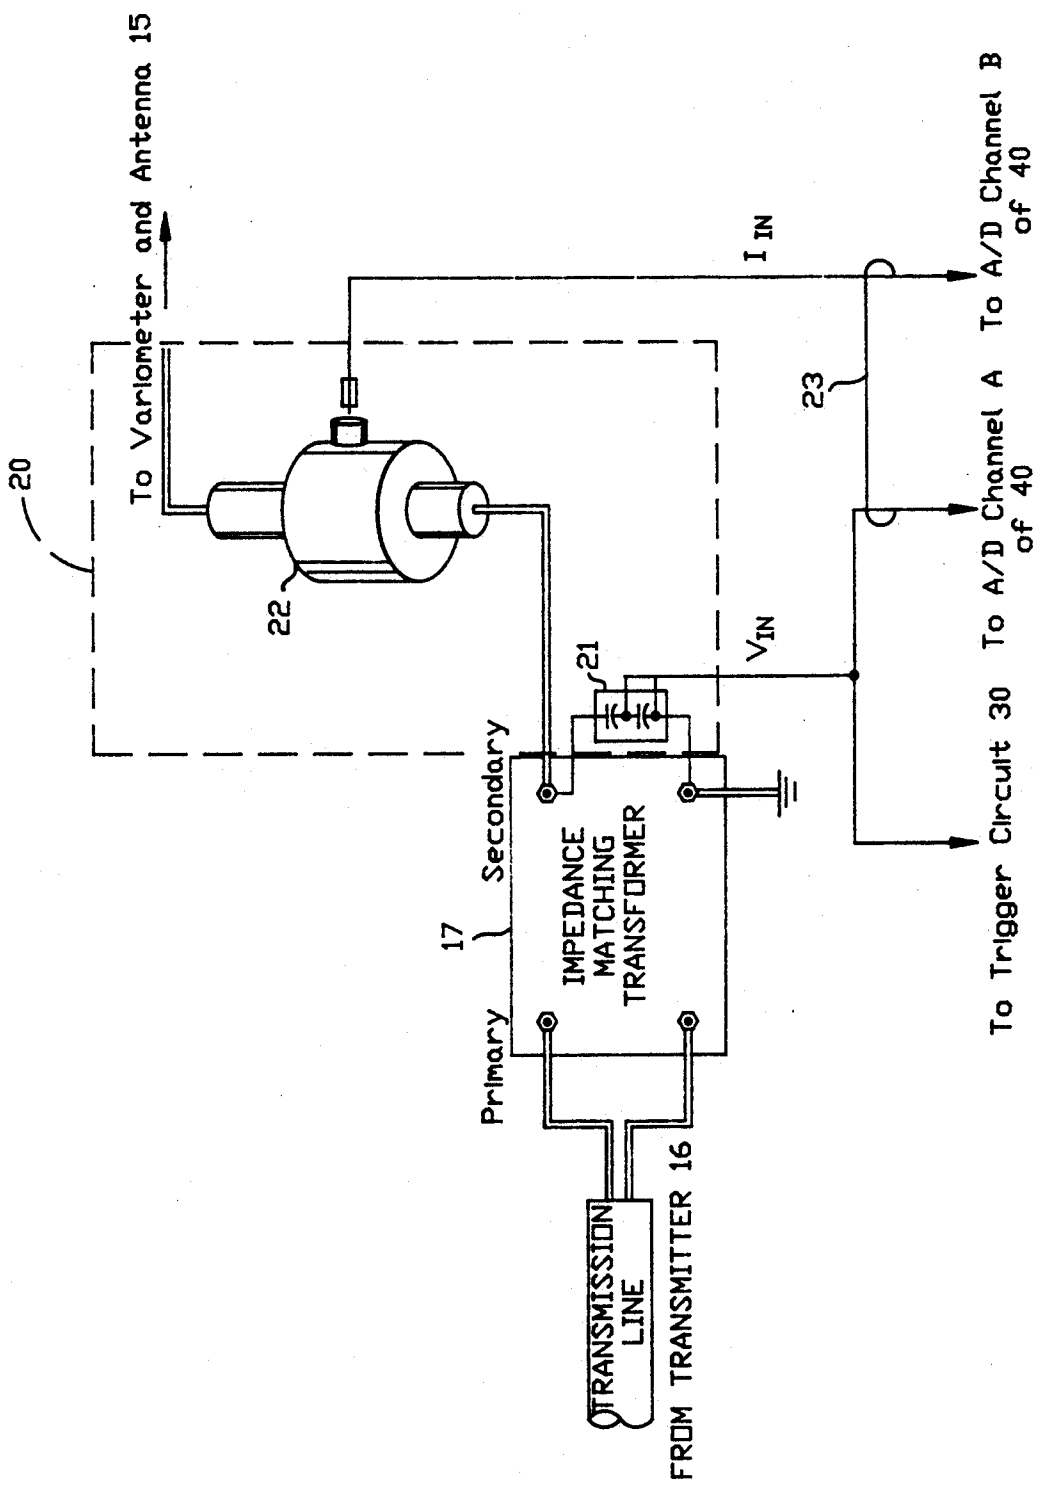 20
To Variometer and Antenna 15
22
Primary
17
Secondary
21
TRANSMISSION
LINE
IMPEDANCE
MATCHING
TRANSFORMER
FROM TRANSMITTER 16
V IN
I IN
23
To Trigger Circuit 30
To A/D Channel A
of 40
To A/D Channel B
of 40